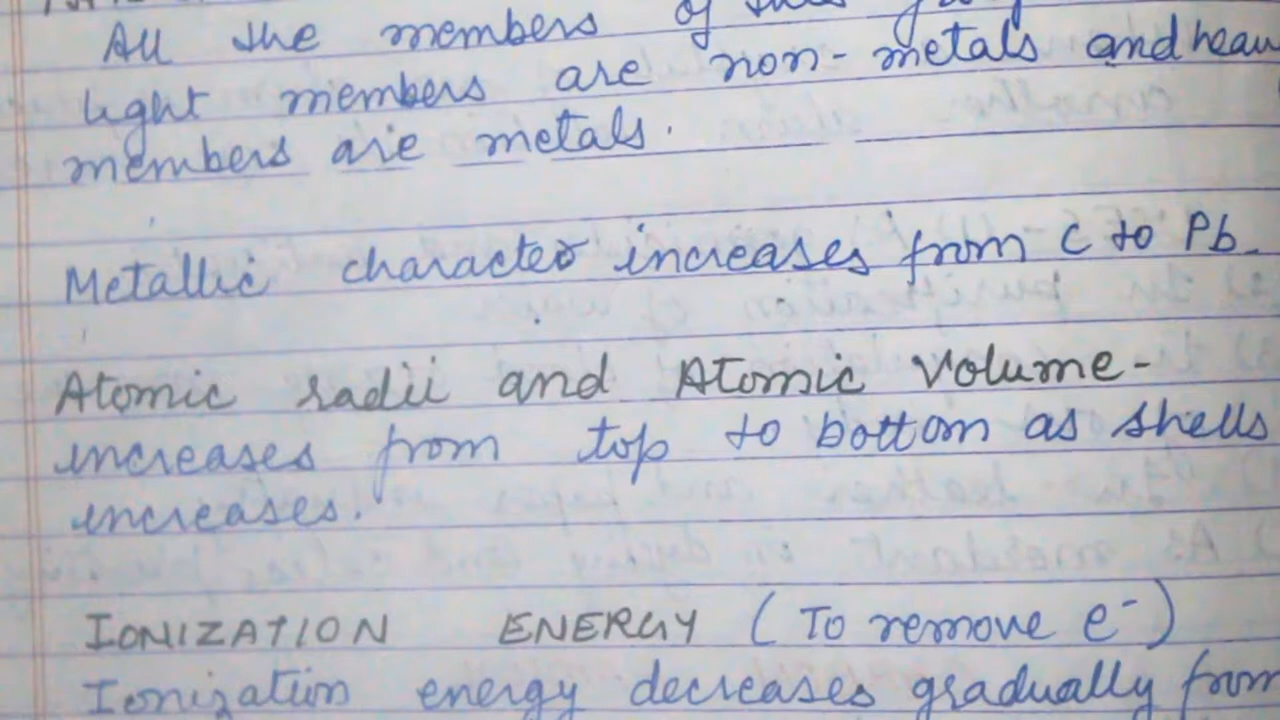 All the members of this
light members are non-metals and heav
members are metals.
Metallic character increases from C to Pb.
Atomic radii and Atomic Volume-
increases from top to bottom as shells
increases.
IONIZATION ENERGY (To remove e⁻)
Ionization energy decreases gradually from